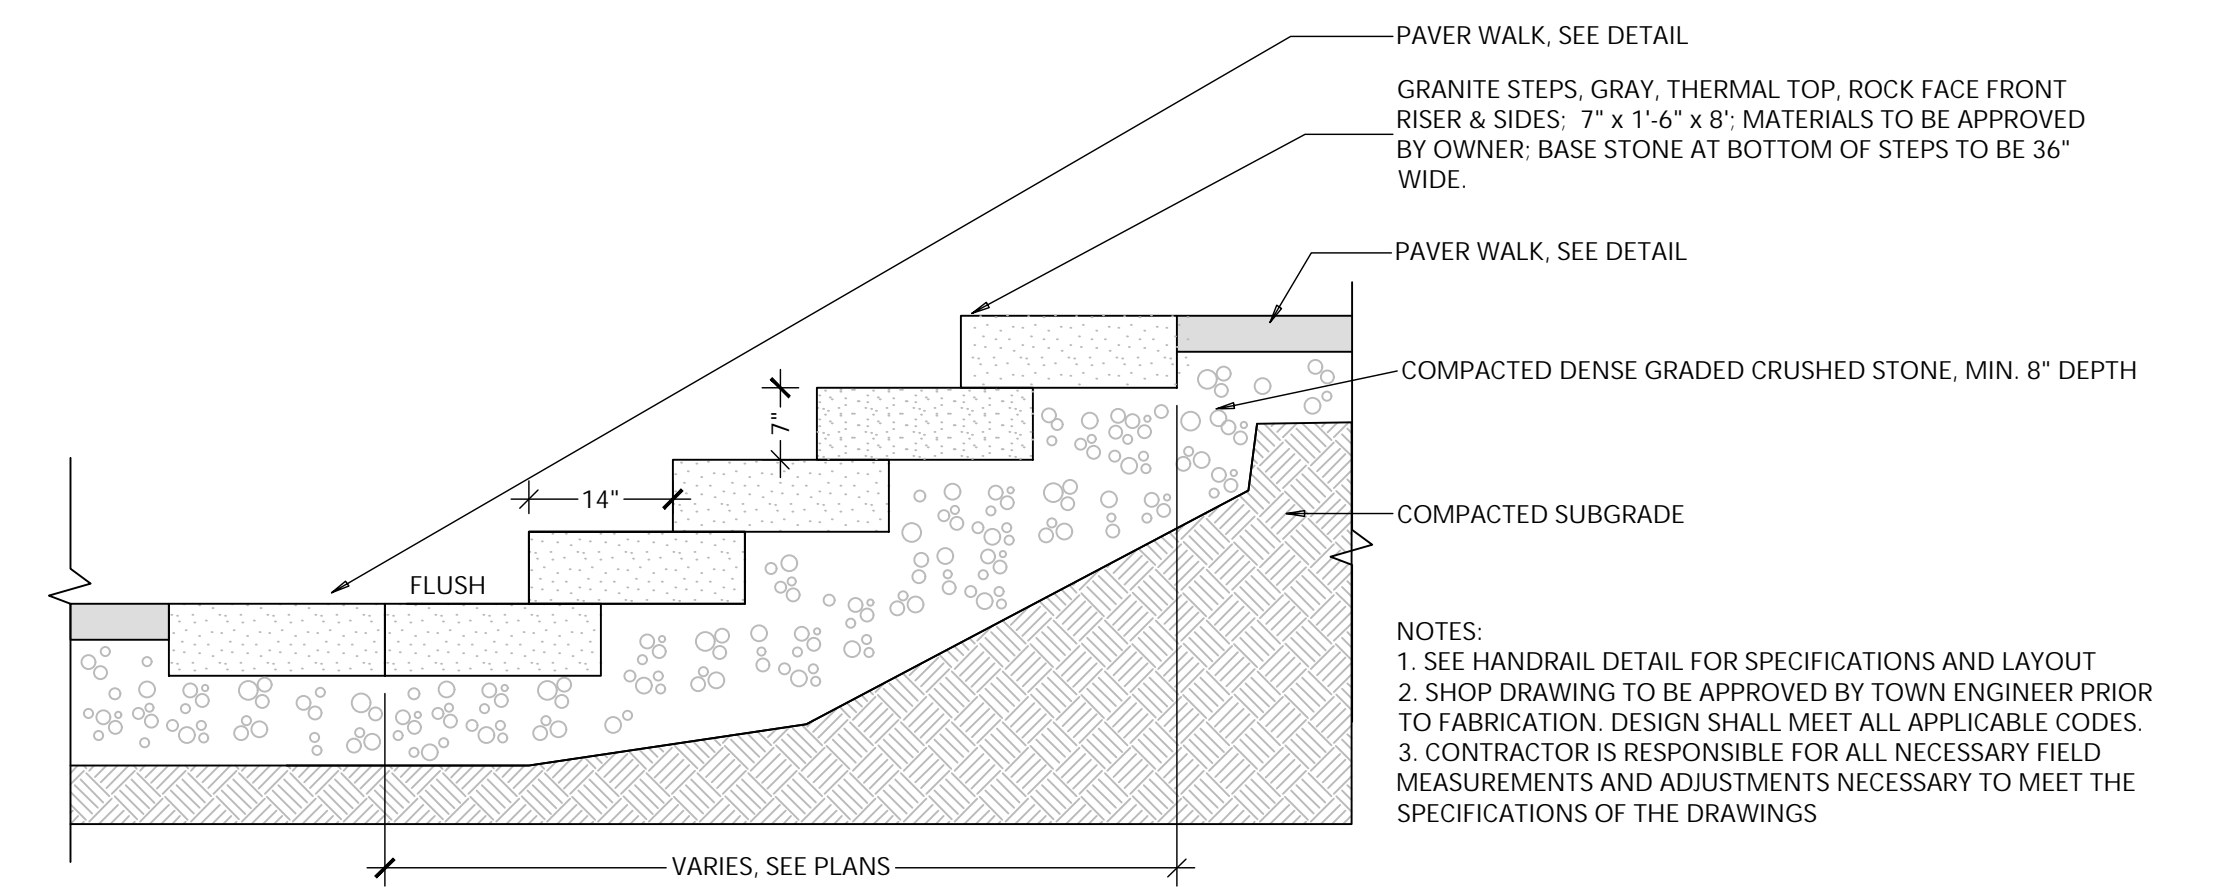 PAVER WALK, SEE DETAIL
GRANITE STEPS, GRAY, THERMAL TOP, ROCK FACE FRONT
RISER & SIDES;  7" x 1'-6" x 8'; MATERIALS TO BE APPROVED
BY OWNER; BASE STONE AT BOTTOM OF STEPS TO BE 36"
WIDE.
PAVER WALK, SEE DETAIL
COMPACTED DENSE GRADED CRUSHED STONE, MIN. 8" DEPTH
7"
14"
COMPACTED SUBGRADE
FLUSH
NOTES:
1. SEE HANDRAIL DETAIL FOR SPECIFICATIONS AND LAYOUT
2. SHOP DRAWING TO BE APPROVED BY TOWN ENGINEER PRIOR
TO FABRICATION. DESIGN SHALL MEET ALL APPLICABLE CODES.
3. CONTRACTOR IS RESPONSIBLE FOR ALL NECESSARY FIELD
MEASUREMENTS AND ADJUSTMENTS NECESSARY TO MEET THE
SPECIFICATIONS OF THE DRAWINGS
VARIES, SEE PLANS